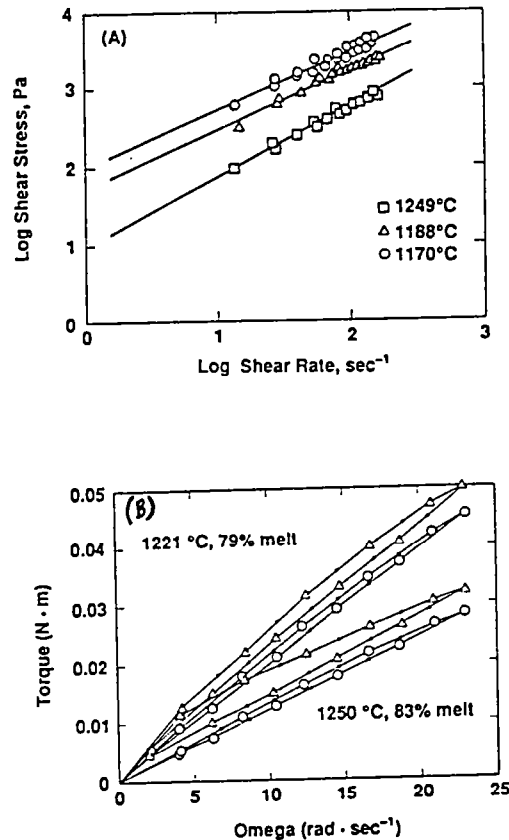 (A)
Log Shear Stress, Pa
4
3
2
1
0
□ 1249°C
△ 1188°C
○ 1170°C
0 1 2 3
Log Shear Rate, sec⁻¹
(B)
Torque (N · m)
0.05
0.04
0.03
0.02
0.01
0
1221 °C, 79% melt
1250 °C, 83% melt
0 5 10 15 20 25
Omega (rad · sec⁻¹)